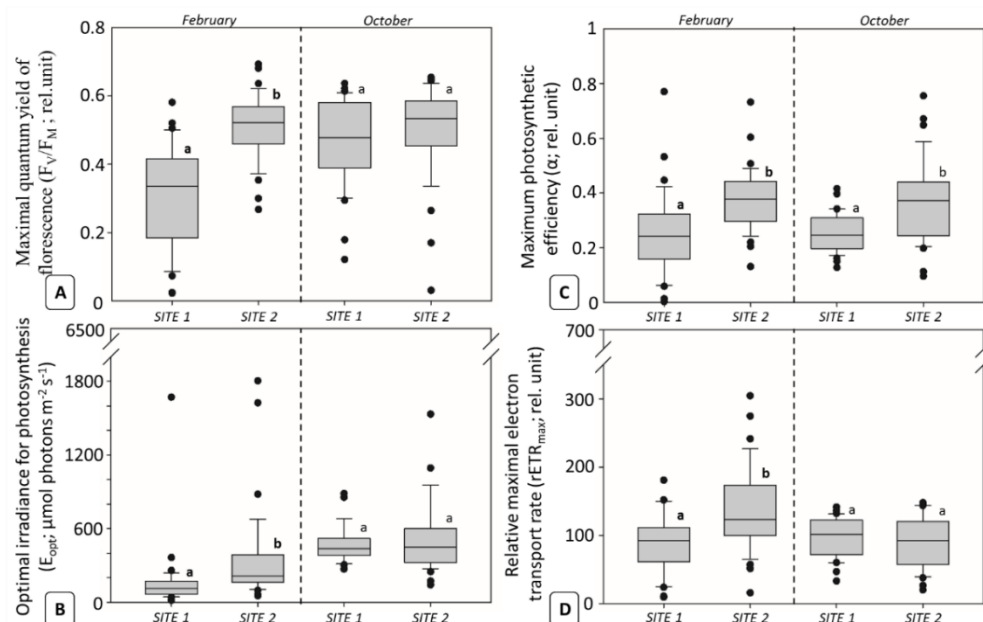 February
October
Maximal quantum yield of
florescence (FV/FM ; rel.unit)
0.8
0.6
0.4
0.2
0
a
b
a
a
A
SITE 1
SITE 2
SITE 1
SITE 2
February
October
Maximum photosynthetic
efficiency (α; rel. unit)
1
0.8
0.6
0.4
0.2
0
a
b
a
b
C
SITE 1
SITE 2
SITE 1
SITE 2
Optimal irradiance for photosynthesis
(Eopt; μmol photons m-2 s-1)
6500
1800
1200
600
0
a
b
a
a
B
SITE 1
SITE 2
SITE 1
SITE 2
Relative maximal electron
transport rate (rETRmax; rel. unit)
700
300
200
100
0
a
b
a
a
D
SITE 1
SITE 2
SITE 1
SITE 2